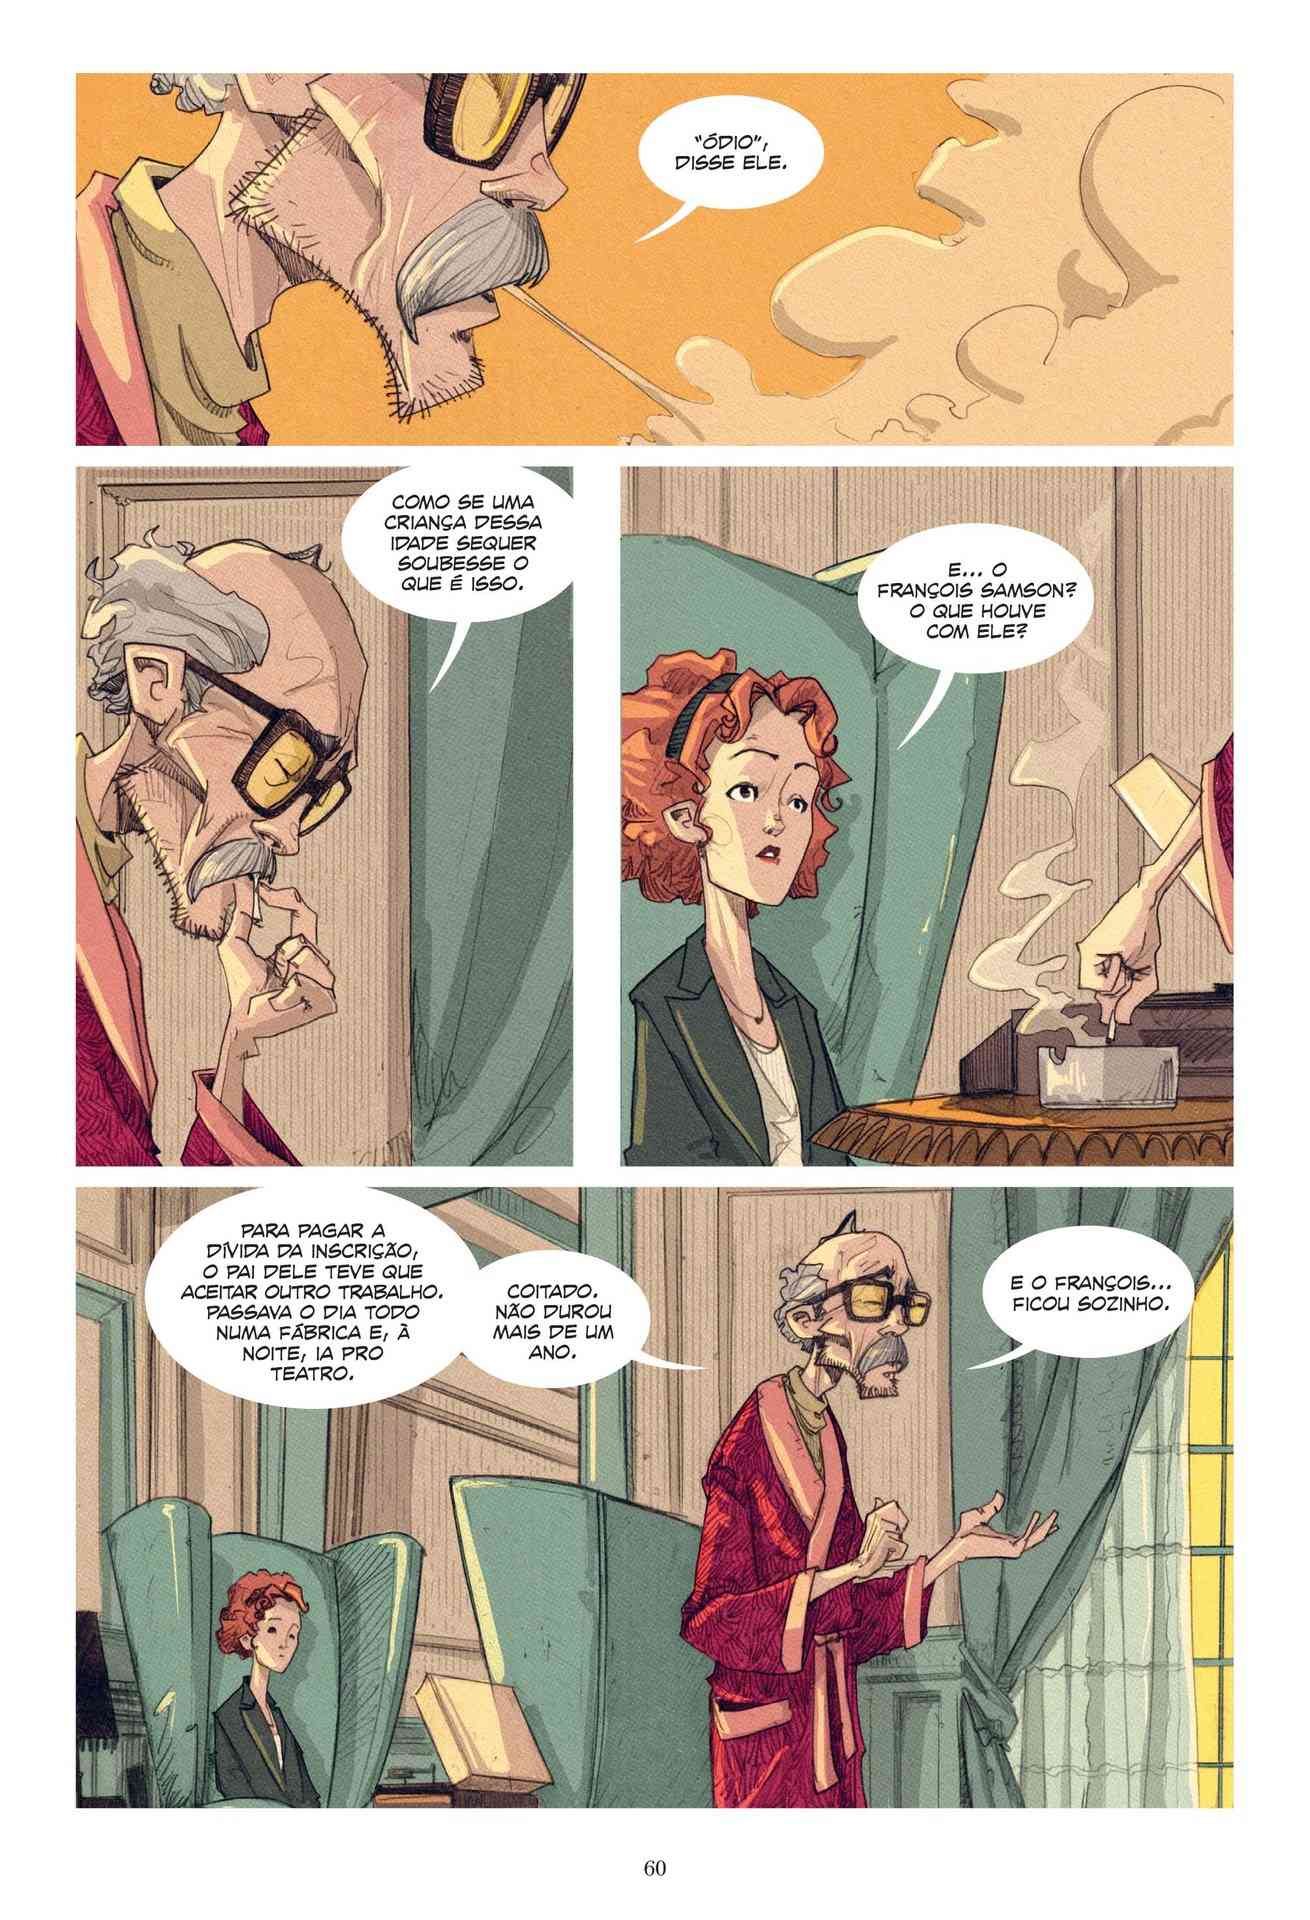 "ÓDIO",
DISSE ELE.
COMO SE UMA
CRIANÇA DESSA
IDADE SEQUER
SOUBESSE O
QUE É ISSO.
E... O
FRANÇOIS SAMSON?
O QUE HOUVE
COM ELE?
PARA PAGAR A
DÍVIDA DA INSCRIÇÃO,
O PAI DELE TEVE QUE
ACEITAR OUTRO TRABALHO.
PASSAVA O DIA TODO
NUMA FÁBRICA E, À
NOITE, IA PRO
TEATRO.
COITADO.
NÃO DUROU
MAIS DE UM
ANO.
E O FRANÇOIS...
FICOU SOZINHO.
60